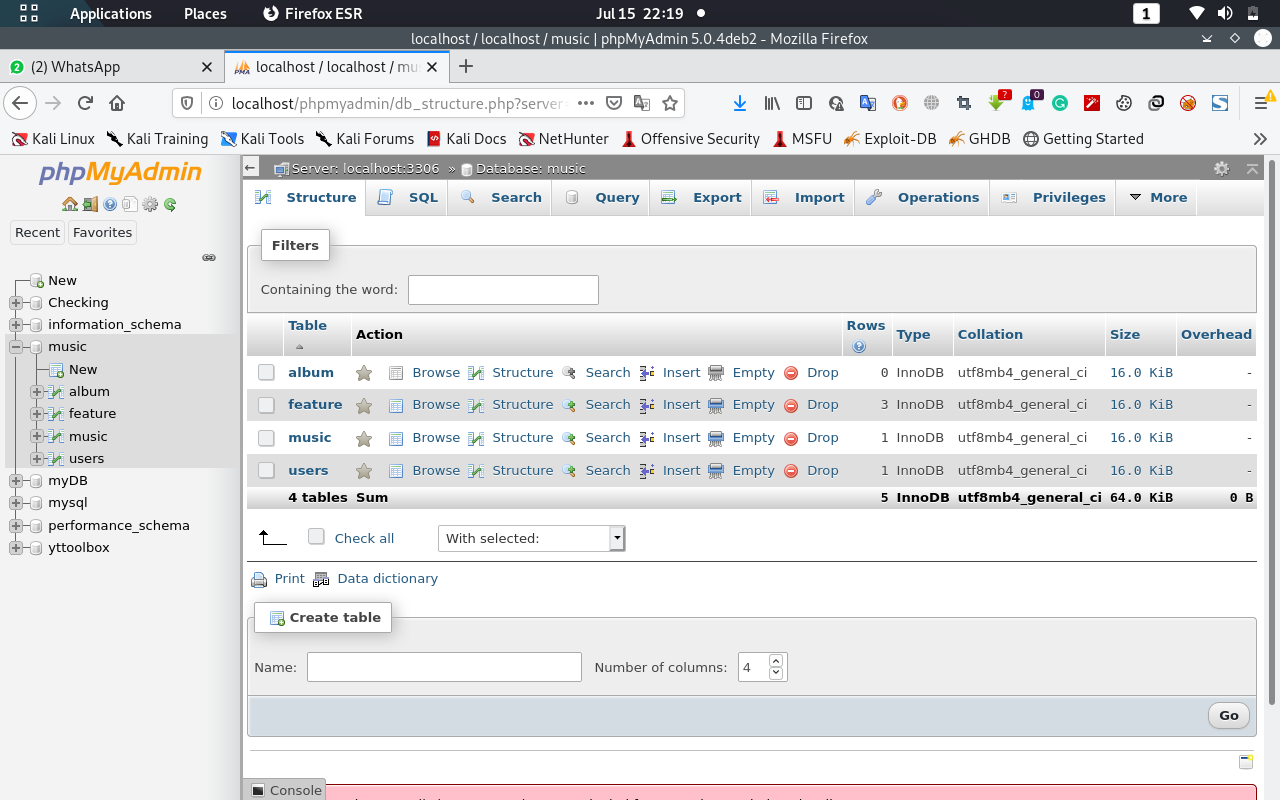 Applications Places Firefox ESR Jul 15 22:19 1
localhost / localhost / music | phpMyAdmin 5.0.4deb2 - Mozilla Firefox
2 (2) WhatsApp PMA localhost / localhost / mu
localhost/phpmyadmin/db_structure.php?server= ? 0
Kali Linux Kali Training Kali Tools Kali Forums Kali Docs NetHunter Offensive Security MSFU Exploit-DB GHDB Getting Started
phpMyAdmin
Recent Favorites
New
Checking
information_schema
music
New
album
feature
music
users
myDB
mysql
performance_schema
yttoolbox
Server: localhost:3306 » Database: music
Structure SQL Search Query Export Import Operations Privileges More
Filters
Containing the word:
Table Action Rows Type Collation Size Overhead
album Browse Structure Search Insert Empty Drop 0 InnoDB utf8mb4_general_ci 16.0 KiB -
feature Browse Structure Search Insert Empty Drop 3 InnoDB utf8mb4_general_ci 16.0 KiB -
music Browse Structure Search Insert Empty Drop 1 InnoDB utf8mb4_general_ci 16.0 KiB -
users Browse Structure Search Insert Empty Drop 1 InnoDB utf8mb4_general_ci 16.0 KiB -
4 tables Sum 5 InnoDB utf8mb4_general_ci 64.0 KiB 0 B
Check all With selected:
Print Data dictionary
Create table
Name: Number of columns: 4
Go
Console